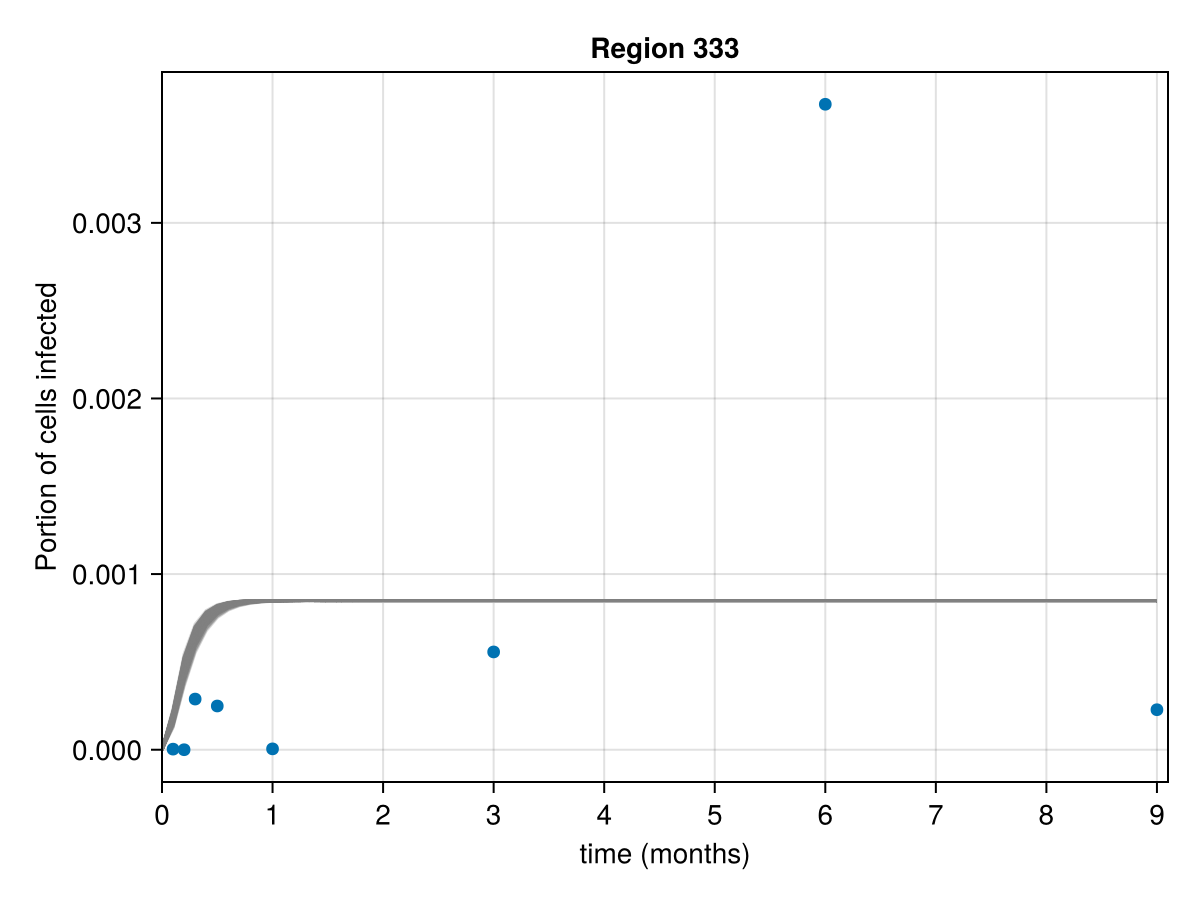 Region 333
Portion of cells infected
0.003
0.002
0.001
0.000
0 1 2 3 4 5 6 7 8 9
time (months)